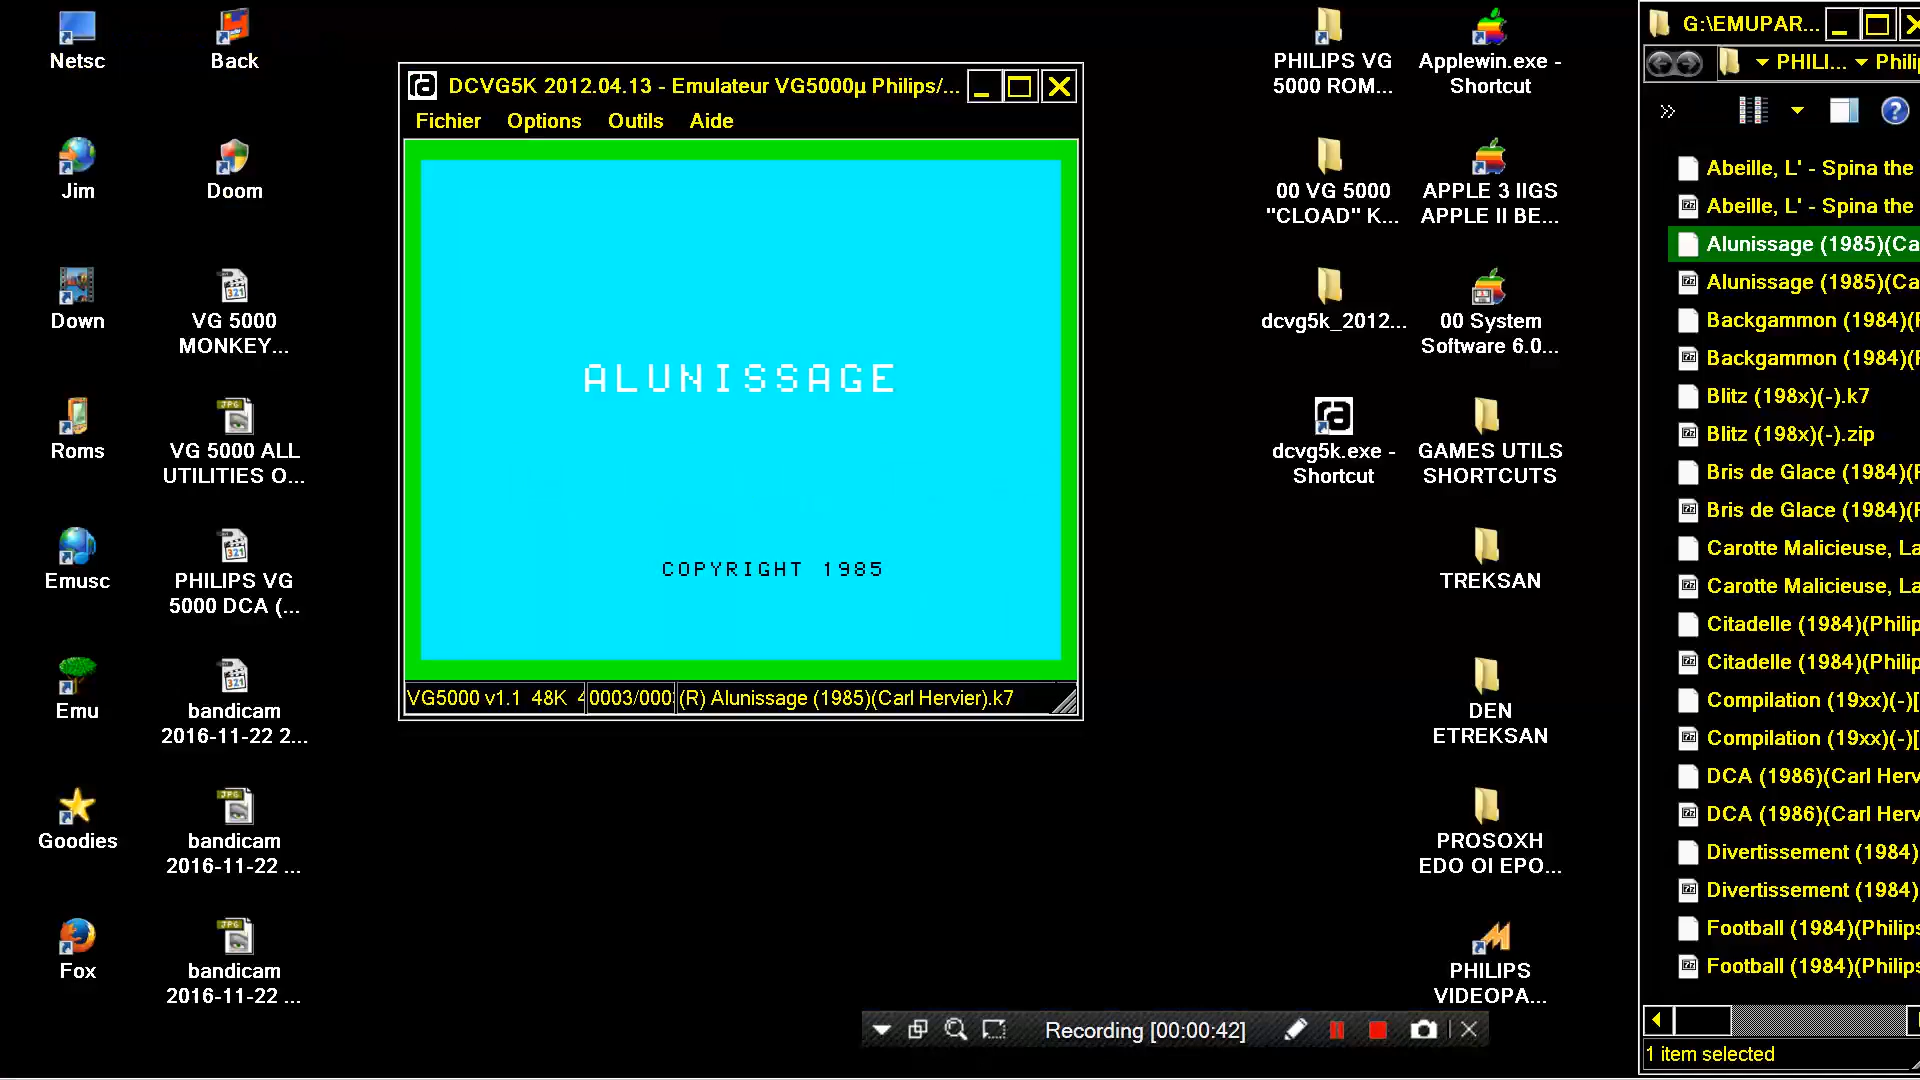 Netsc
Back
Jim
Doom
Down
VG 5000
MONKEY...
Roms
VG 5000 ALL
UTILITIES O...
Emusc
PHILIPS VG
5000 DCA (...
Emu
bandicam
2016-11-22 2...
Goodies
bandicam
2016-11-22 ...
Fox
bandicam
2016-11-22 ...
DCVG5K 2012.04.13 - Emulateur VG5000µ Philips/...
Fichier Options Outils Aide
ALUNISSAGE
COPYRIGHT 1985
VG5000 v1.1 48K 4 0003/000 (R) Alunissage (1985)(Carl Hervier).k7
PHILIPS VG
5000 ROM...
Applewin.exe -
Shortcut
00 VG 5000
"CLOAD" K...
APPLE 3 IIGS
APPLE II BE...
dcvg5k_2012...
00 System
Software 6.0...
dcvg5k.exe -
Shortcut
GAMES UTILS
SHORTCUTS
TREKSAN
DEN
ETREKSAN
PROSOXH
EDO OI EPO...
PHILIPS
VIDEOPA...
Recording [00:00:42]
G:\EMUPAR...
PHILI... Philip
Abeille, L' - Spina the
Abeille, L' - Spina the
Alunissage (1985)(Ca
Alunissage (1985)(Ca
Backgammon (1984)(P
Backgammon (1984)(P
Blitz (198x)(-).k7
Blitz (198x)(-).zip
Bris de Glace (1984)(P
Bris de Glace (1984)(P
Carotte Malicieuse, La
Carotte Malicieuse, La
Citadelle (1984)(Philip
Citadelle (1984)(Philip
Compilation (19xx)(-)[
Compilation (19xx)(-)[
DCA (1986)(Carl Herv
DCA (1986)(Carl Herv
Divertissement (1984)
Divertissement (1984)
Football (1984)(Philips
Football (1984)(Philips
1 item selected